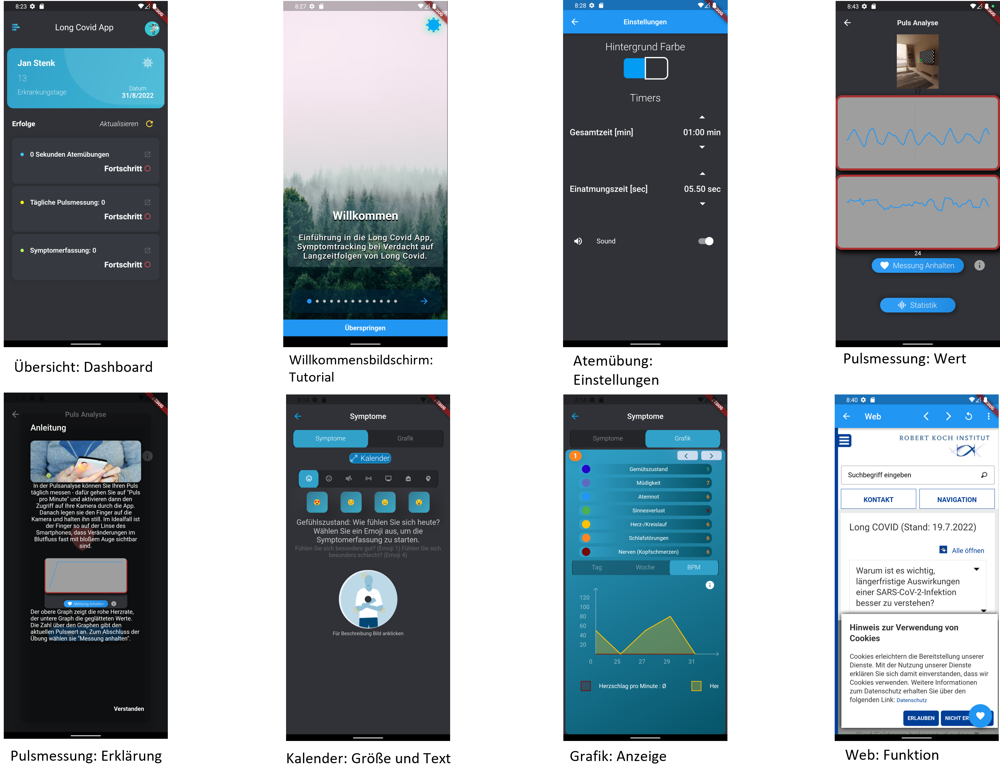 8:23
DEBUG
Long Covid App
Jan Stenk
13
Erkrankungstage
Datum
31/8/2022
Erfolge
Aktualisieren
0 Sekunden Atemübungen
Fortschritt
Tägliche Pulsmessung: 0
Fortschritt
Symptomerfassung: 0
Fortschritt
Übersicht: Dashboard
8:27
DEBUG
Willkommen
Einführung in die Long Covid App,
Symptomtracking bei Verdacht auf
Langzeitfolgen von Long Covid.
Überspringen
Willkommensbildschirm:
Tutorial
8:28
DEBUG
Einstellungen
Hintergrund Farbe
Timers
Gesamtzeit [min]
01:00 min
Einatmungszeit [sec]
05.50 sec
Sound
Atemübung:
Einstellungen
8:43
DEBUG
Puls Analyse
17
24
Messung Anhalten
Statistik
Pulsmessung: Wert
8:32
DEBUG
Puls Analyse
Anleitung
In der Pulsanalyse können Sie Ihren Puls
täglich messen - dafür gehen Sie auf "Puls
pro Minute" und aktivieren dann den
Zugriff auf Ihre Kamera durch die App.
Danach legen sie den Finger auf die
Kamera und halten ihn still. Im Idealfall ist
der Finger so auf der Linse des
Smartphones, dass Veränderungen im
Blutfluss fast mit bloßem Auge sichtbar
sind.
Messung Anhalten
Der obere Graph zeigt die rohe Herzrate,
der untere Graph die geglätteten Werte.
Die Zahl über den Graphen gibt den
aktuellen Pulswert an. Zum Abschluss der
Übung wählen sie "Messung anhalten".
Verstanden
Pulsmessung: Erklärung
8:34
DEBUG
Symptome
Symptome
Grafik
Kalender
Gefühlszustand: Wie fühlen Sie sich heute?
Wählen Sie ein Emoji aus, um die
Symptomerfassung zu starten.
Fühlen Sie sich besonders gut? (Emoji 1) Fühlen Sie sich
besonders schlecht? (Emoji 4)
Für Beschreibung Bild anklicken
Kalender: Größe und Text
8:34
DEBUG
Symptome
Symptome
Grafik
1
Gemütszustand 1
Müdigkeit 7
Atemnot 6
Sinnesverlust 8
Herz-/Kreislauf 6
Schlafstörungen 6
Nerven (Kopfschmerzen) 6
Tag
Woche
BPM
120
100
80
60
40
20
0 25 27 29 31
Herzschlag pro Minute : Ø
Her
Grafik: Anzeige
8:40
DEBUG
Web
ROBERT KOCH INSTITUT
Suchbegriff eingeben
KONTAKT
NAVIGATION
Long COVID (Stand: 19.7.2022)
Alle öffnen
Warum ist es wichtig,
längerfristige Auswirkungen
einer SARS-CoV-2-Infektion
besser zu verstehen?
Hinweis zur Verwendung von
Cookies
Cookies erleichtern die Bereitstellung unserer
Dienste. Mit der Nutzung unserer Dienste
erklären Sie sich damit einverstanden, dass wir
Cookies verwenden. Weitere Informationen
zum Datenschutz erhalten Sie über den
folgenden Link: Datenschutz
ERLAUBEN
NICHT ER
Web: Funktion